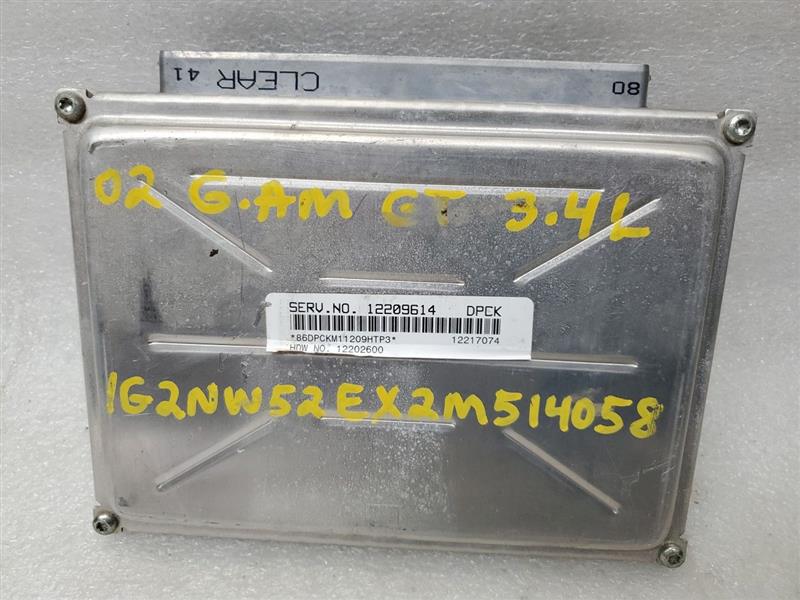 CLEAR 41
80
02 G.AM GT 3.4L
SERV.NO. 12209614 DPCK
*86DPCKM11209HTP3* 12217074
HDW NO. 12202600
1G2NW52EX2M514058